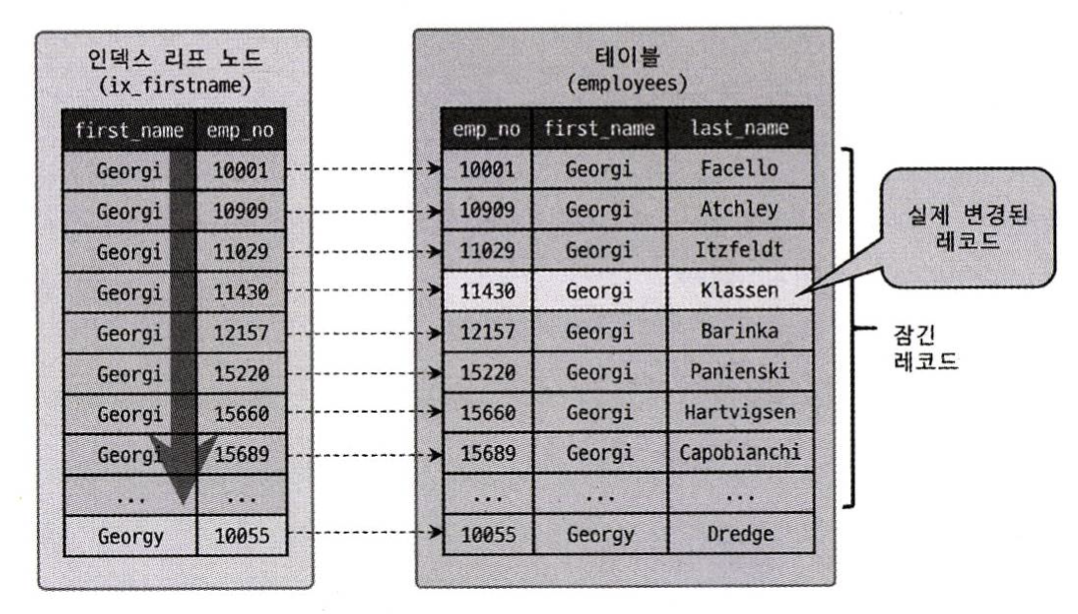 인덱스 리프 노드
(ix_firstname)
first_name emp_no
Georgi 10001
Georgi 10909
Georgi 11029
Georgi 11430
Georgi 12157
Georgi 15220
Georgi 15660
Georgi 15689
... ...
Georgy 10055
테이블
(employees)
emp_no first_name last_name
10001 Georgi Facello
10909 Georgi Atchley
11029 Georgi Itzfeldt
11430 Georgi Klassen
12157 Georgi Barinka
15220 Georgi Panienski
15660 Georgi Hartvigsen
15689 Georgi Capobianchi
... ... ...
10055 Georgy Dredge
실제 변경된
레코드
잠긴
레코드